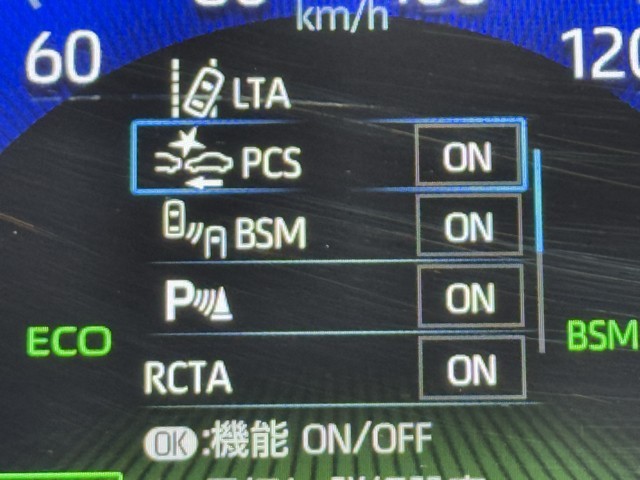 km/h
60
120
LTA
PCS ON
BSM ON
P ON
ECO
BSM
RCTA ON
OK:機能 ON/OFF